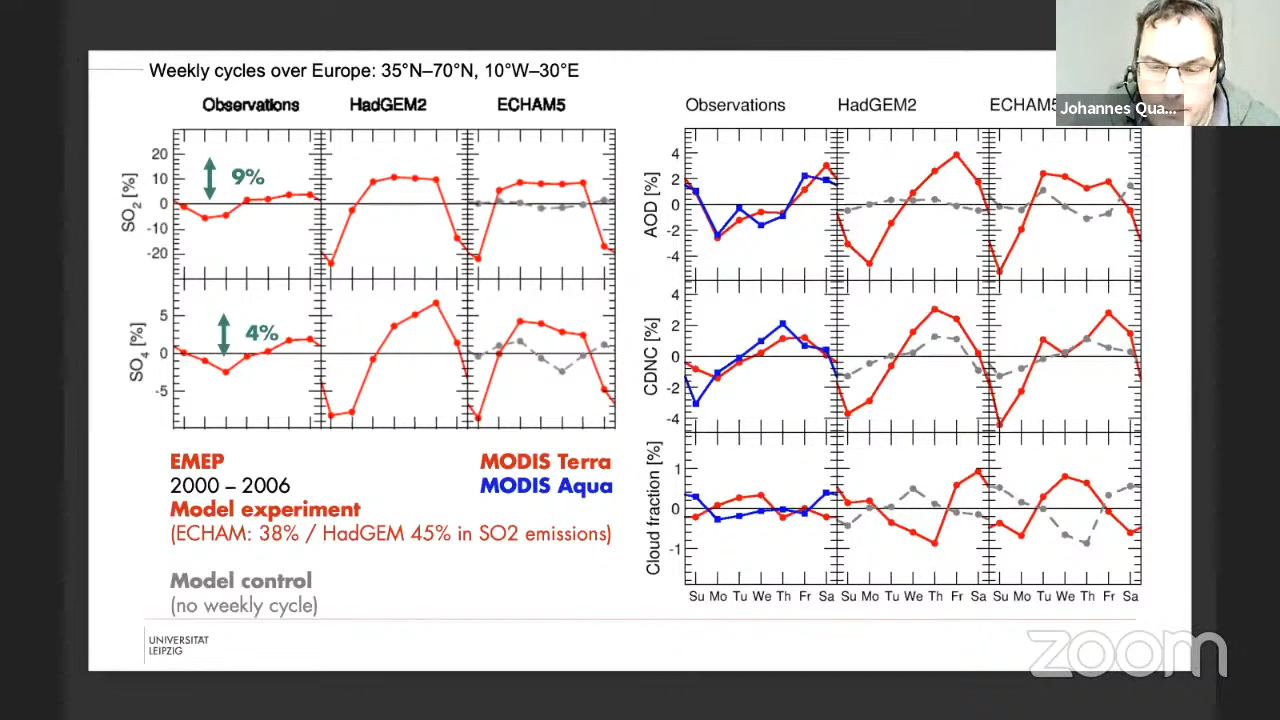 Weekly cycles over Europe: 35°N–70°N, 10°W–30°E
Observations HadGEM2 ECHAM5
SO2 [%]
20
10
0
-10
-20
9%
SO4 [%]
5
0
-5
4%
EMEP
2000 – 2006
Model experiment
(ECHAM: 38% / HadGEM 45% in SO2 emissions)
MODIS Terra
MODIS Aqua
Model control
(no weekly cycle)
UNIVERSITÄT
LEIPZIG
Observations HadGEM2 ECHAM5
AOD [%]
4
2
0
-2
-4
CDNC [%]
4
2
0
-2
-4
Cloud fraction [%]
1
0
-1
Su Mo Tu We Th Fr Sa Su Mo Tu We Th Fr Sa Su Mo Tu We Th Fr Sa
Johannes Qua...
zoom